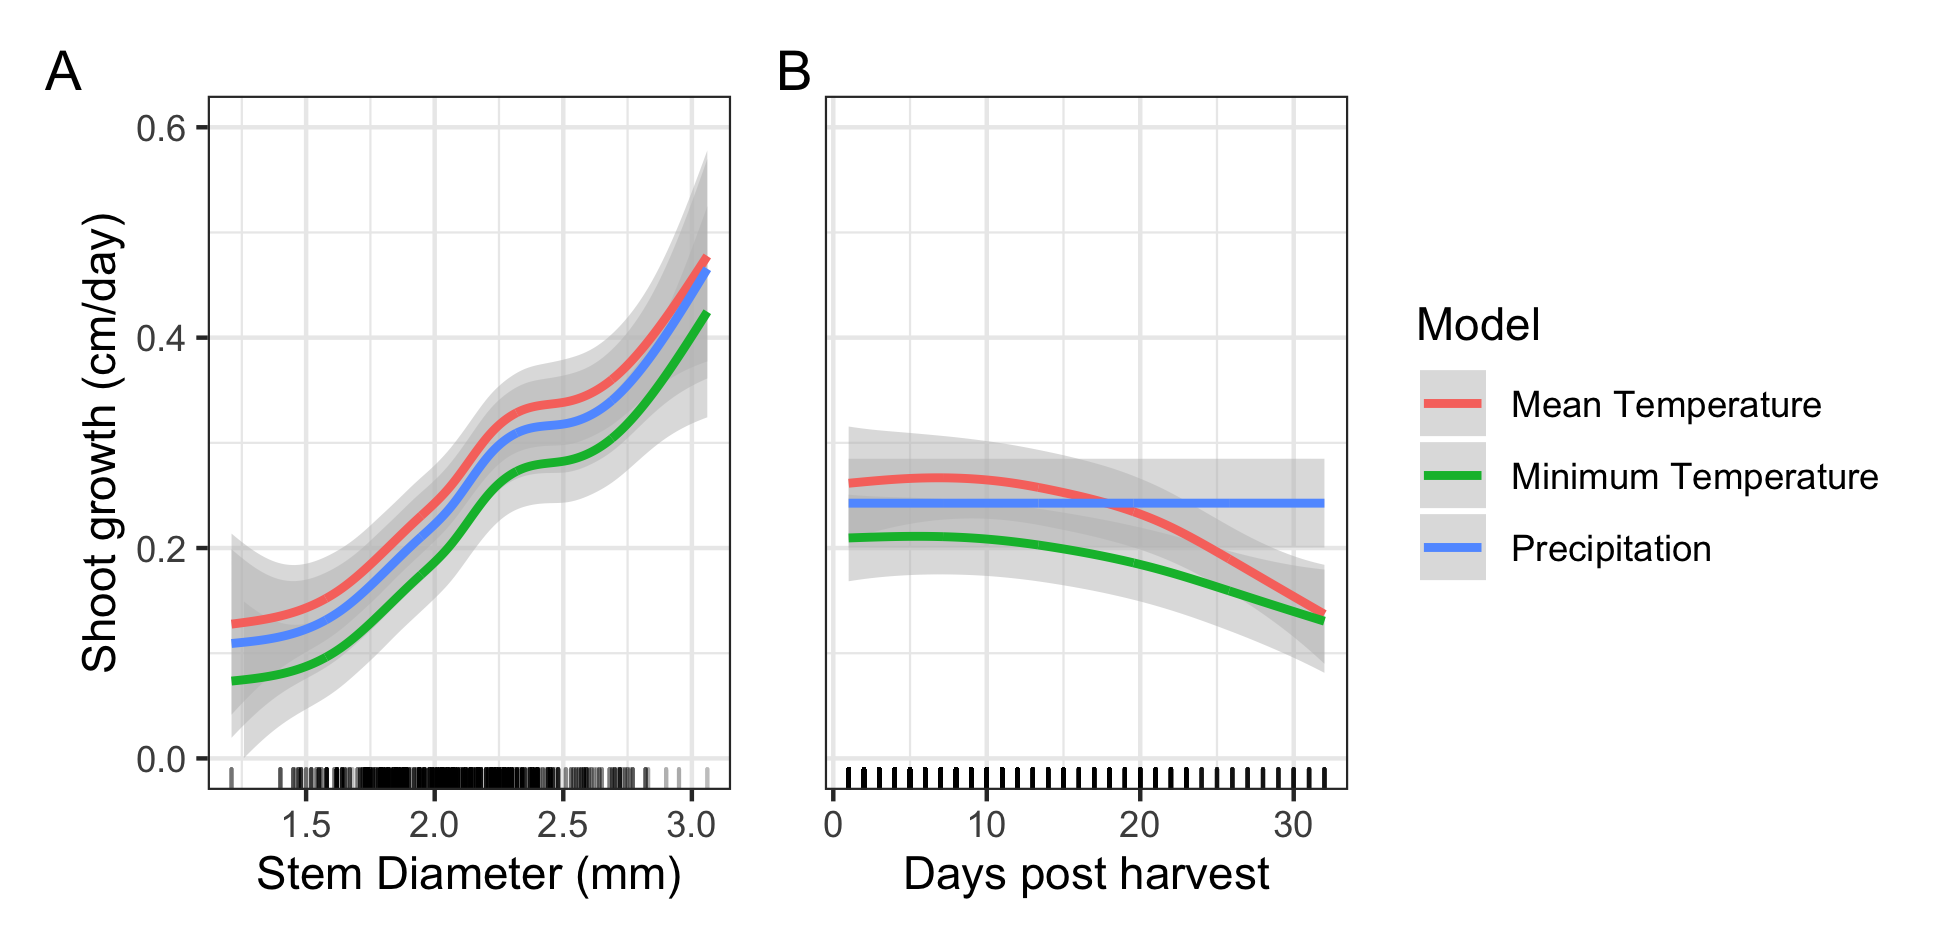 A
B
0.6
0.4
0.2
0.0
Shoot growth (cm/day)
1.5 2.0 2.5 3.0
Stem Diameter (mm)
0 10 20 30
Days post harvest
Model
Mean Temperature
Minimum Temperature
Precipitation